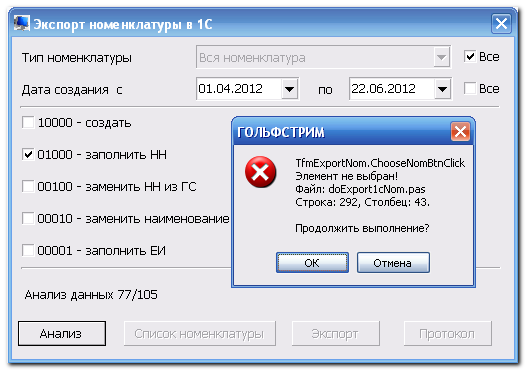 Экспорт номенклатуры в 1С
Тип номенклатуры Вся номенклатура Все
Дата создания с 01.04.2012 по 22.06.2012 Все
10000 - создать
01000 - заполнить НН
00100 - заменить НН из ГС
00010 - заменить наименование
00001 - заполнить ЕИ
ГОЛЬФСТРИМ
TfmExportNom.ChooseNomBtnClick
Элемент не выбран!
Файл: doExport1cNom.pas
Строка: 292, Столбец: 43.
Продолжить выполнение?
OK Отмена
Анализ данных 77/105
Анализ Список номенклатуры Экспорт Протокол